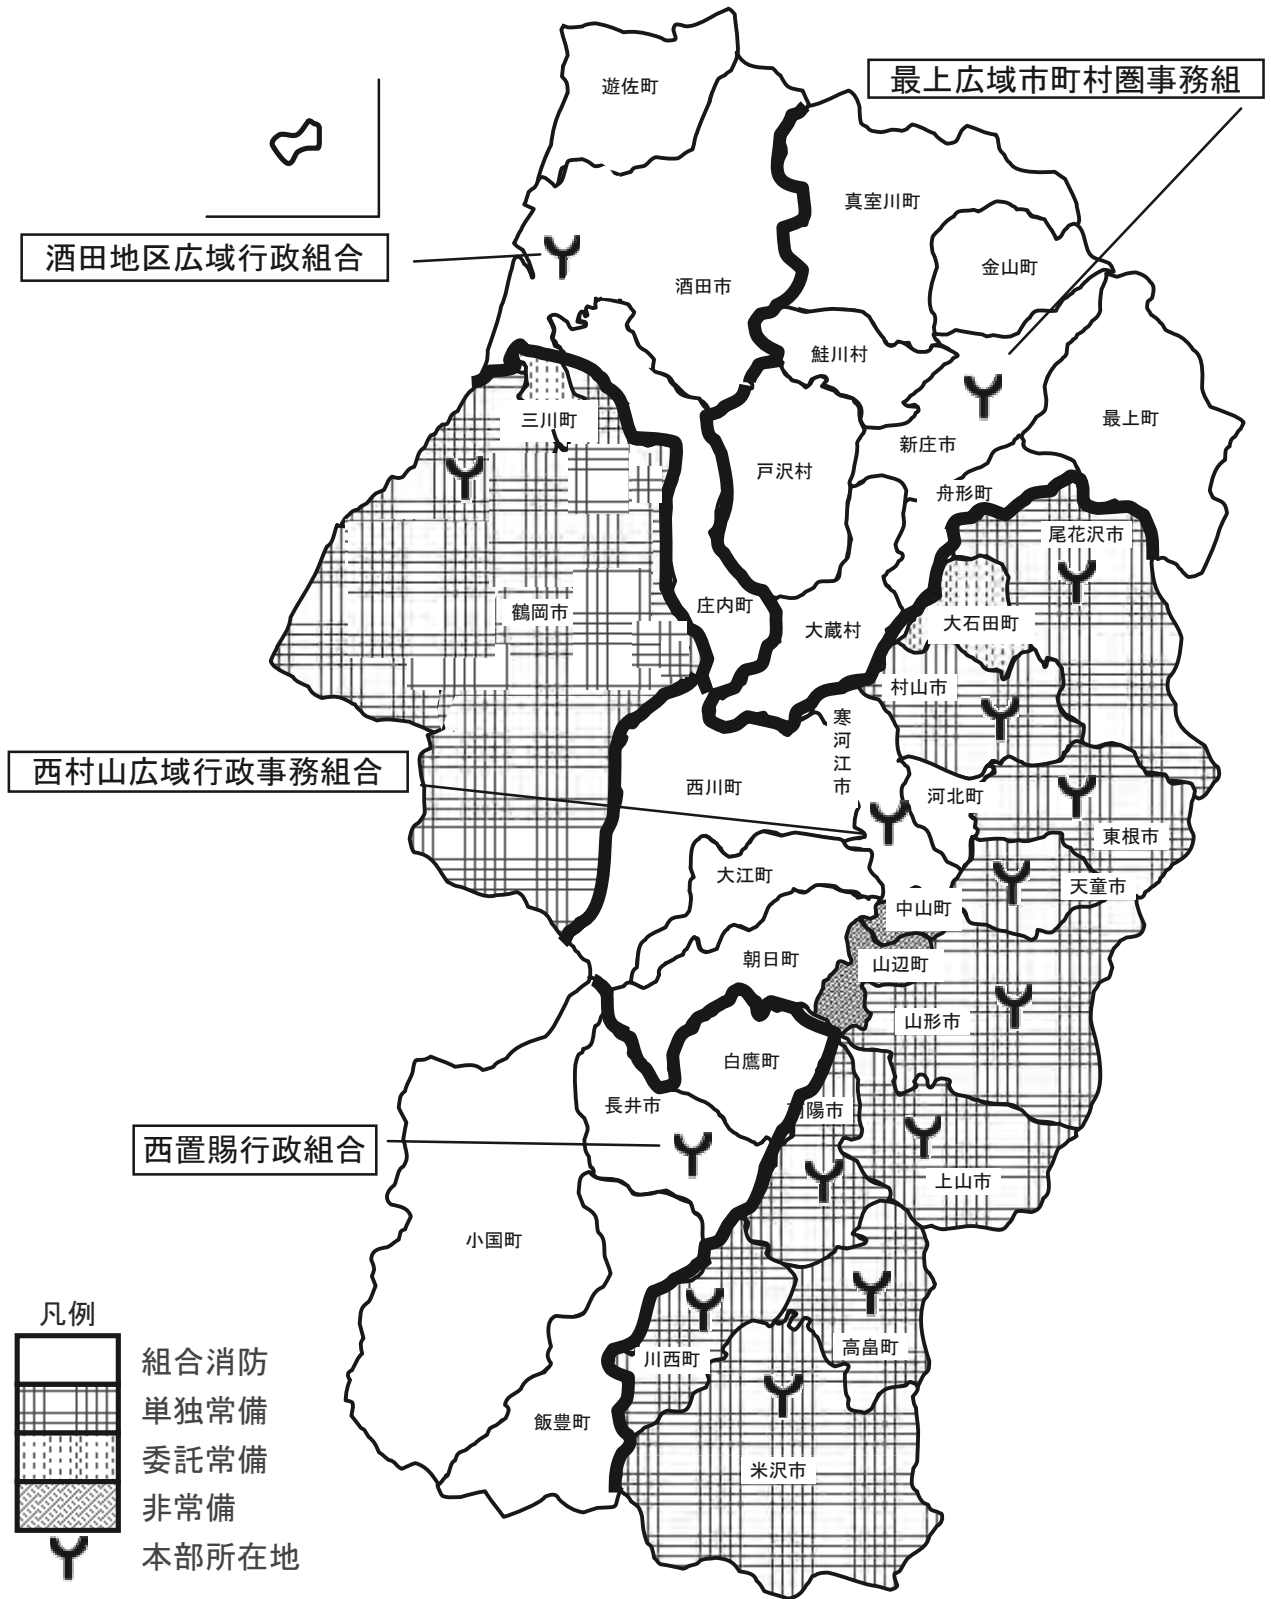 遊佐町
最上広域市町村圏事務組
真室川町
酒田地区広域行政組合
金山町
酒田市
鮭川村
三川町
最上町
新庄市
戸沢村
舟形町
尾花沢市
鶴岡市
庄内町
大蔵村
大石田町
村山市
寒河江市
西村山広域行政事務組合
西川町
河北町
東根市
大江町
天童市
中山町
朝日町
山辺町
山形市
白鷹町
長井市
陽市
西置賜行政組合
上山市
小国町
高畠町
川西町
飯豊町
米沢市
凡例
組合消防
単独常備
委託常備
非常備
本部所在地